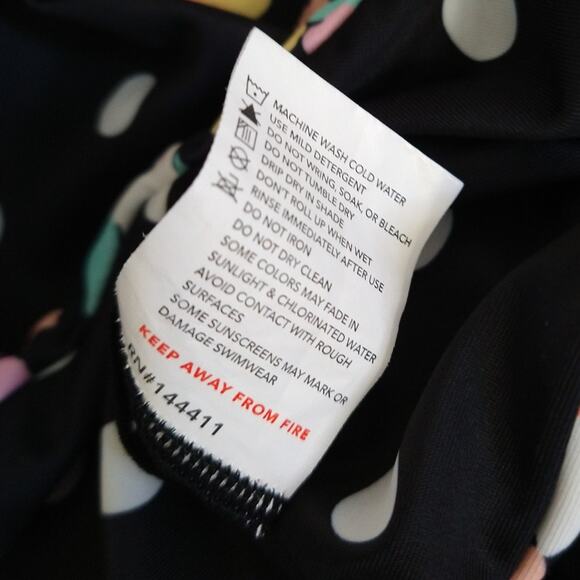 MACHINE WASH COLD WATER
USE MILD DETERGENT
DO NOT WRING, SOAK, OR BLEACH
DO NOT TUMBLE DRY
DRIP DRY IN SHADE
DON'T ROLL UP WHEN WET
RINSE IMMEDIATELY AFTER USE
DO NOT IRON
DO NOT DRY CLEAN
SOME COLORS MAY FADE IN
SUNLIGHT & CHLORINATED WATER
AVOID CONTACT WITH ROUGH
SURFACES
SOME SUNSCREENS MAY MARK OR
DAMAGE SWIMWEAR
KEEP AWAY FROM FIRE
RN#144411